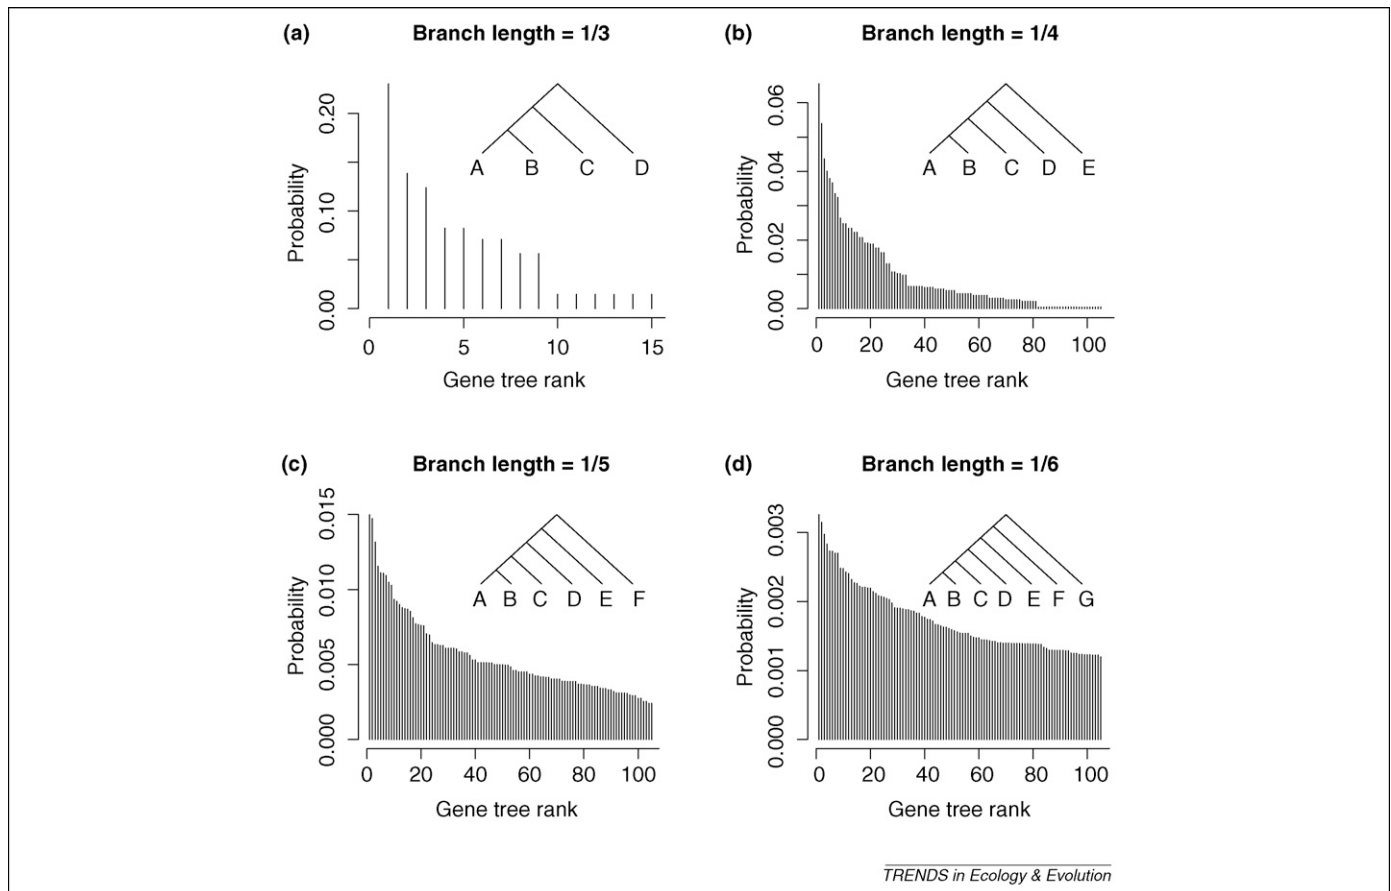 (a) Branch length = 1/3
Probability
0.00 0.10 0.20
A B C D
0 5 10 15
Gene tree rank
(b) Branch length = 1/4
Probability
0.00 0.02 0.04 0.06
A B C D E
0 20 40 60 80 100
Gene tree rank
(c) Branch length = 1/5
Probability
0.000 0.005 0.010 0.015
A B C D E F
0 20 40 60 80 100
Gene tree rank
(d) Branch length = 1/6
Probability
0.000 0.001 0.002 0.003
A B C D E F G
0 20 40 60 80 100
Gene tree rank
TRENDS in Ecology & Evolution